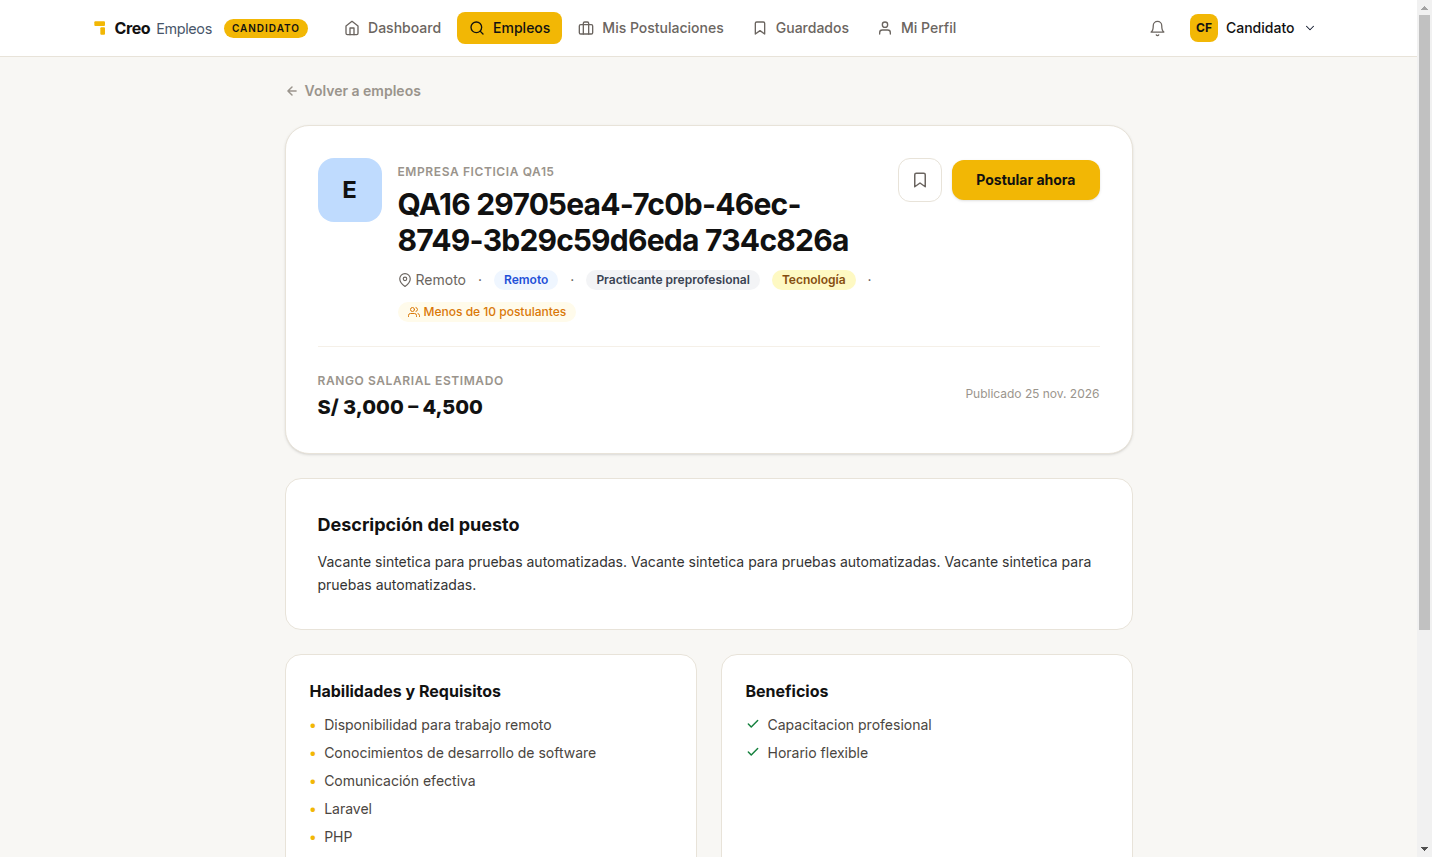 Creo Empleos CANDIDATO Dashboard Empleos Mis Postulaciones Guardados Mi Perfil CF Candidato
Volver a empleos
E
EMPRESA FICTICIA QA15
QA16 29705ea4-7c0b-46ec-
8749-3b29c59d6eda 734c826a
Postular ahora
Remoto · Remoto · Practicante preprofesional Tecnología ·
Menos de 10 postulantes
RANGO SALARIAL ESTIMADO
S/ 3,000 – 4,500
Publicado 25 nov. 2026
Descripción del puesto
Vacante sintetica para pruebas automatizadas. Vacante sintetica para pruebas automatizadas. Vacante sintetica para
pruebas automatizadas.
Habilidades y Requisitos
Disponibilidad para trabajo remoto
Conocimientos de desarrollo de software
Comunicación efectiva
Laravel
PHP
Beneficios
Capacitacion profesional
Horario flexible